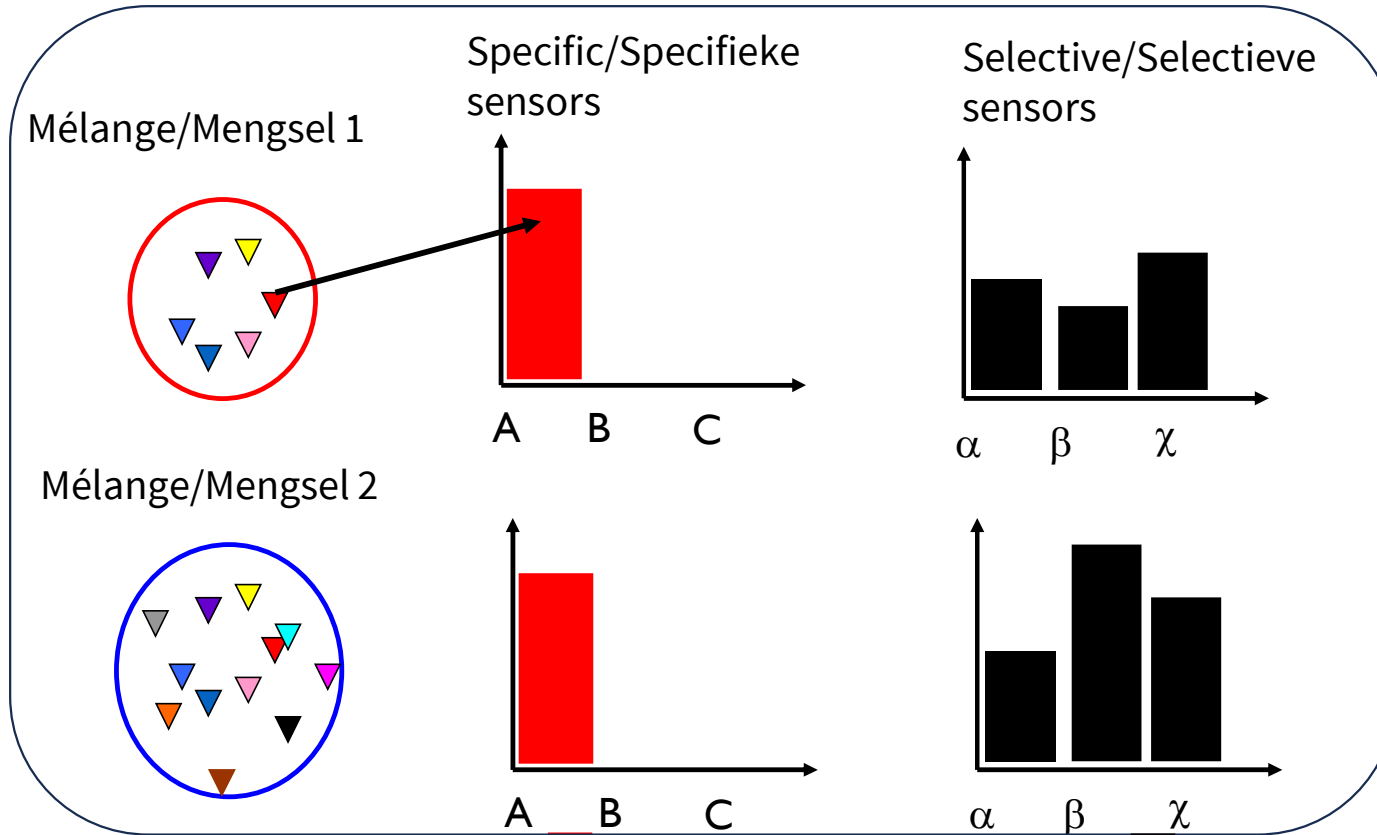 Specific/Specifieke
sensors
Selective/Selectieve
sensors
Mélange/Mengsel 1
A B C
α β χ
Mélange/Mengsel 2
A B C
α β χ